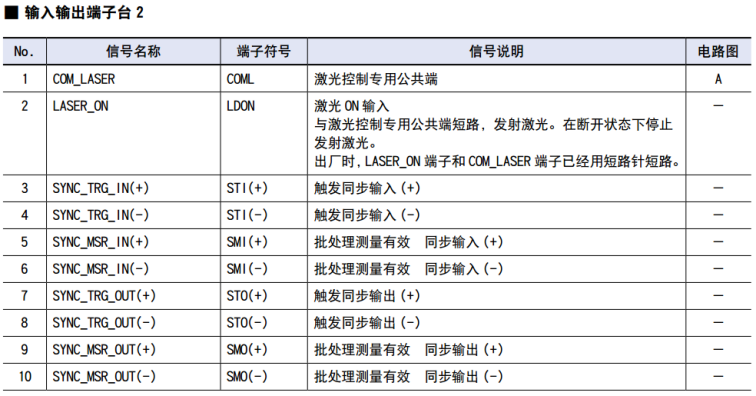 ■ 输入输出端子台 2
No. 信号名称 端子符号 信号说明 电路图
1 COM_LASER COML 激光控制专用公共端 A
2 LASER_ON LDON 激光 ON 输入 —
与激光控制专用公共端短路，发射激光。在断开状态下停止
发射激光。
出厂时，LASER_ON 端子和 COM_LASER 端子已经用短路针短路。
3 SYNC_TRG_IN(+) STI(+) 触发同步输入 (+) —
4 SYNC_TRG_IN(-) STI(-) 触发同步输入 (-) —
5 SYNC_MSR_IN(+) SMI(+) 批处理测量有效 同步输入 (+) —
6 SYNC_MSR_IN(-) SMI(-) 批处理测量有效 同步输入 (-) —
7 SYNC_TRG_OUT(+) STO(+) 触发同步输出 (+) —
8 SYNC_TRG_OUT(-) STO(-) 触发同步输出 (-) —
9 SYNC_MSR_OUT(+) SMO(+) 批处理测量有效 同步输出 (+) —
10 SYNC_MSR_OUT(-) SMO(-) 批处理测量有效 同步输出 (-) —